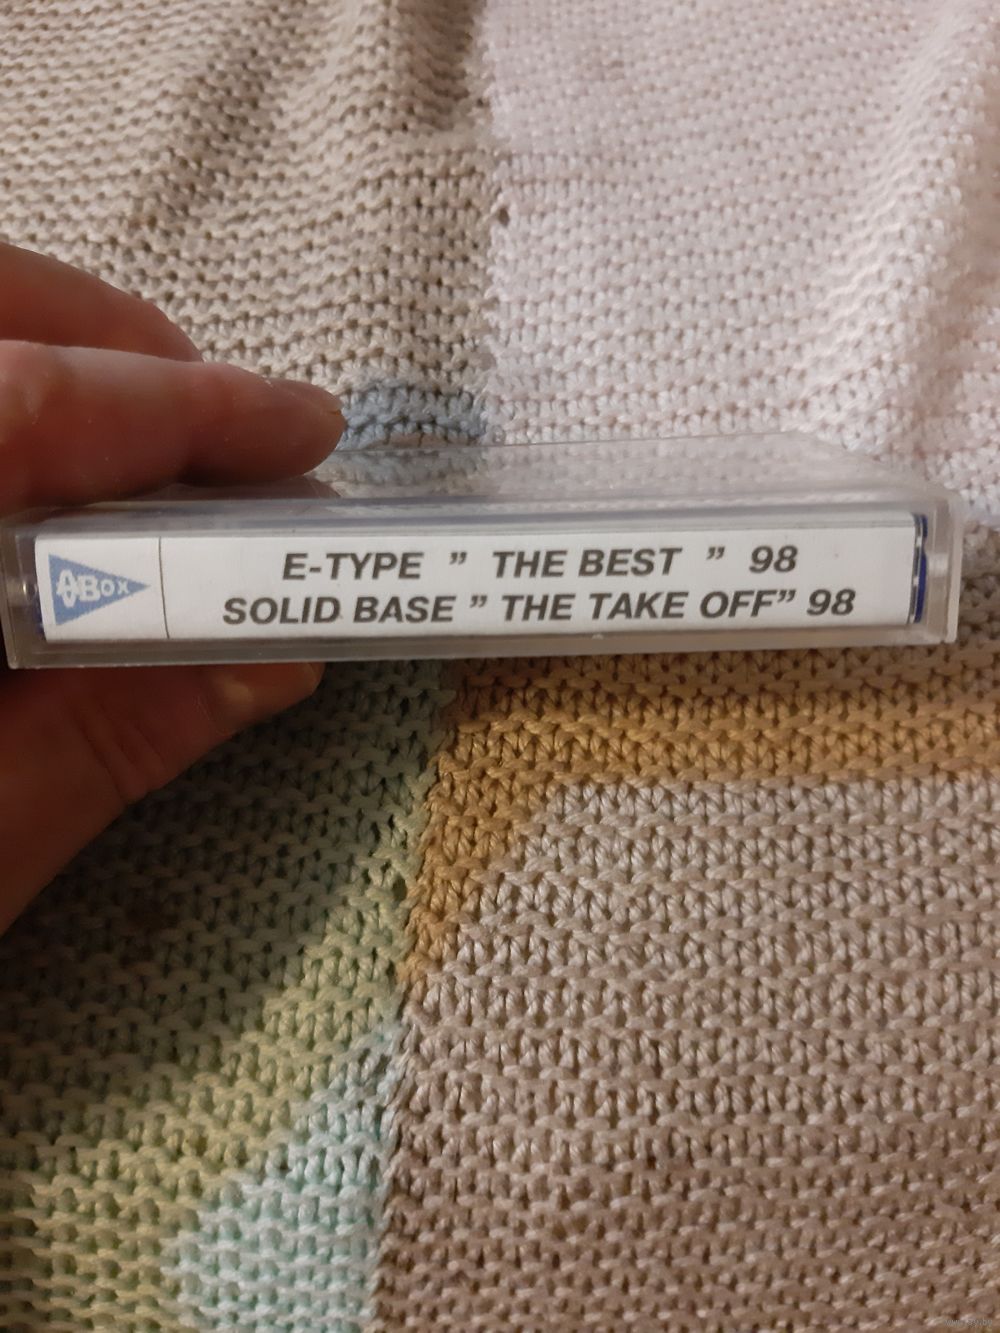 ABox
E-TYPE ” THE BEST ” 98
SOLID BASE ” THE TAKE OFF” 98